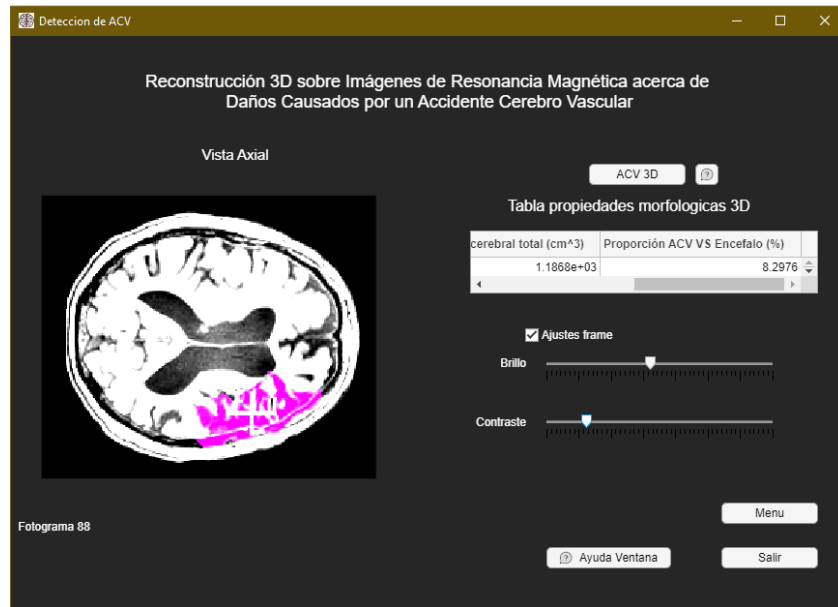 Deteccion de ACV
Reconstrucción 3D sobre Imágenes de Resonancia Magnética acerca de
Daños Causados por un Accidente Cerebro Vascular
Vista Axial
ACV 3D
Tabla propiedades morfologicas 3D
cerebral total (cm^3) Proporción ACV VS Encefalo (%)
1.1868e+03 8.2976
Ajustes frame
Brillo
Contraste
Menu
Fotograma 88
Ayuda Ventana
Salir